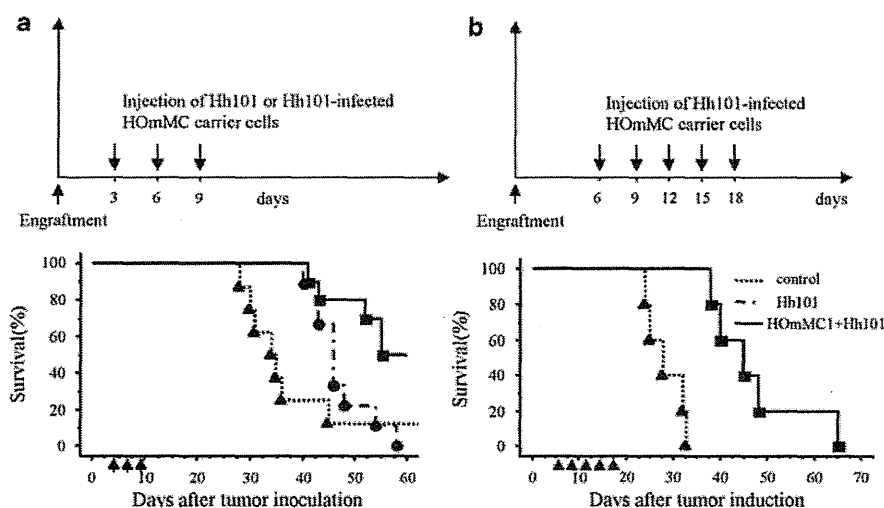 a
Injection of Hh101 or Hh101-infected
HOmMC carrier cells
3 6 9 days
Engraftment
100
80
60
40
20
0
Survival(%)
0 10 20 30 40 50 60
Days after tumor inoculation
b
Injection of Hh101-infected
HOmMC carrier cells
6 9 12 15 18 days
Engraftment
100
80
60
40
20
0
Survival(%)
control
Hh101
HOmMC1+Hh101
0 10 20 30 40 50 60 70
Days after tumor induction